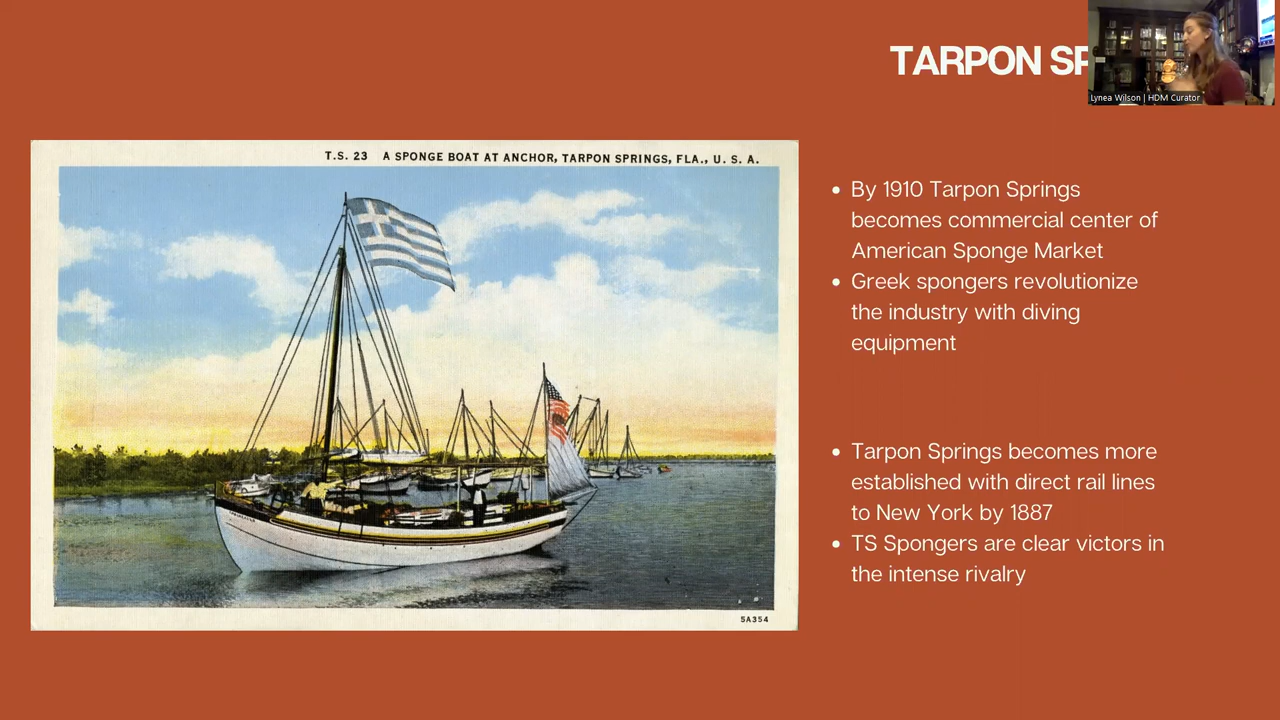 TARPON SP
Lynea Wilson | HDM Curator
T.S. 23 A SPONGE BOAT AT ANCHOR, TARPON SPRINGS, FLA., U. S. A.
5A354
• By 1910 Tarpon Springs
becomes commercial center of
American Sponge Market
• Greek spongers revolutionize
the industry with diving
equipment
• Tarpon Springs becomes more
established with direct rail lines
to New York by 1887
• TS Spongers are clear victors in
the intense rivalry